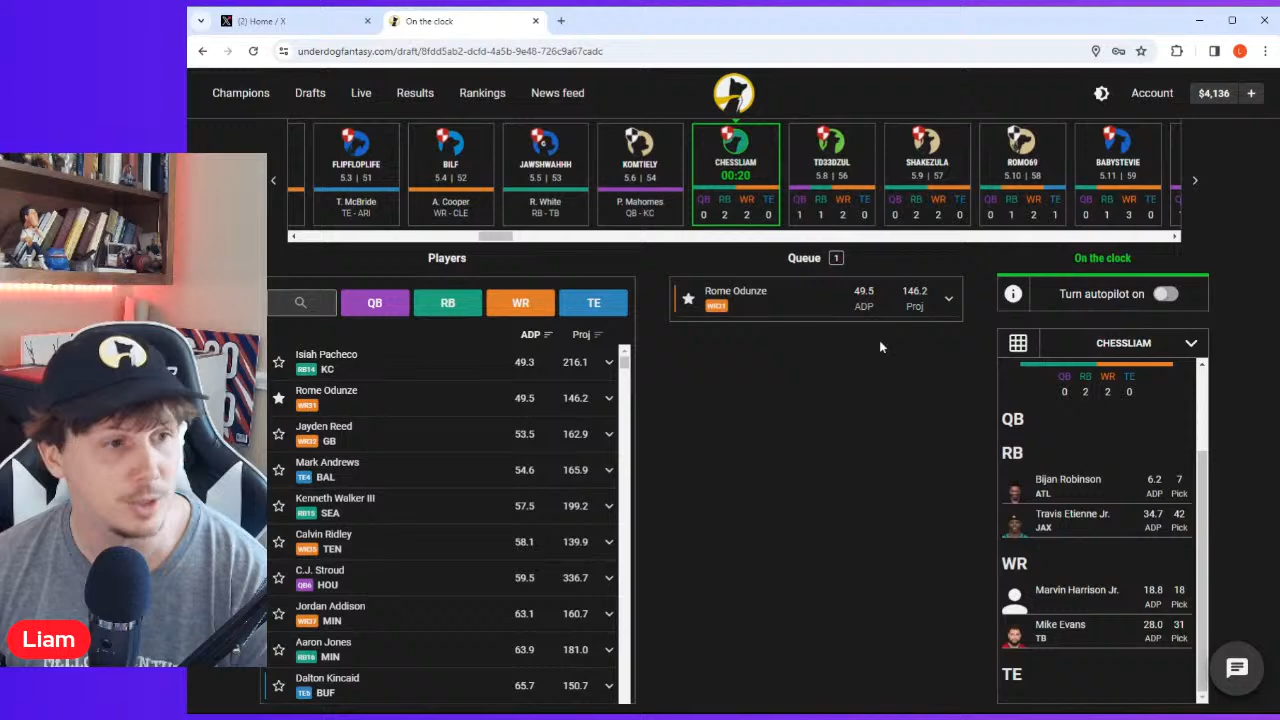 (2) Home / X
On the clock
underdogfantasy.com/draft/8fdd5ab2-dcfd-4a5b-9e48-726c9a67cadc
Champions Drafts Live Results Rankings News feed
Account $4,136 +
FLIPFLOPLIFE
5.3 | 51
T. McBride
TE - ARI
BILF
5.4 | 52
A. Cooper
WR - CLE
JAWSHWAHHH
5.5 | 53
R. White
RB - TB
KOMTIELY
5.6 | 54
P. Mahomes
QB - KC
CHESSLIAM
00:20
QB RB WR TE
0 2 2 0
TD33DZUL
5.8 | 56
QB RB WR TE
1 1 2 0
SHAKEZULA
5.9 | 57
QB RB WR TE
0 2 2 0
ROMO69
5.10 | 58
QB RB WR TE
0 1 2 1
BABYSTEVIE
5.11 | 59
QB RB WR TE
0 1 3 0
Players
QB RB WR TE
ADP Proj
Isiah Pacheco
RB14 KC 49.3 216.1
Rome Odunze
WR31 49.5 146.2
Jayden Reed
WR32 GB 53.5 162.9
Mark Andrews
TE4 BAL 54.6 165.9
Kenneth Walker III
RB15 SEA 57.5 199.2
Calvin Ridley
WR35 TEN 58.1 139.9
C.J. Stroud
QB6 HOU 59.5 336.7
Jordan Addison
WR37 MIN 63.1 160.7
Aaron Jones
RB16 MIN 63.9 181.0
Dalton Kincaid
TE5 BUF 65.7 150.7
Queue 1
Rome Odunze 49.5 146.2
WR31 ADP Proj
On the clock
Turn autopilot on
CHESSLIAM
QB RB WR TE
0 2 2 0
QB
RB
Bijan Robinson 6.2 7
ATL ADP Pick
Travis Etienne Jr. 34.7 42
JAX ADP Pick
WR
Marvin Harrison Jr. 18.8 18
ADP Pick
Mike Evans 28.0 31
TB ADP Pick
TE
Liam